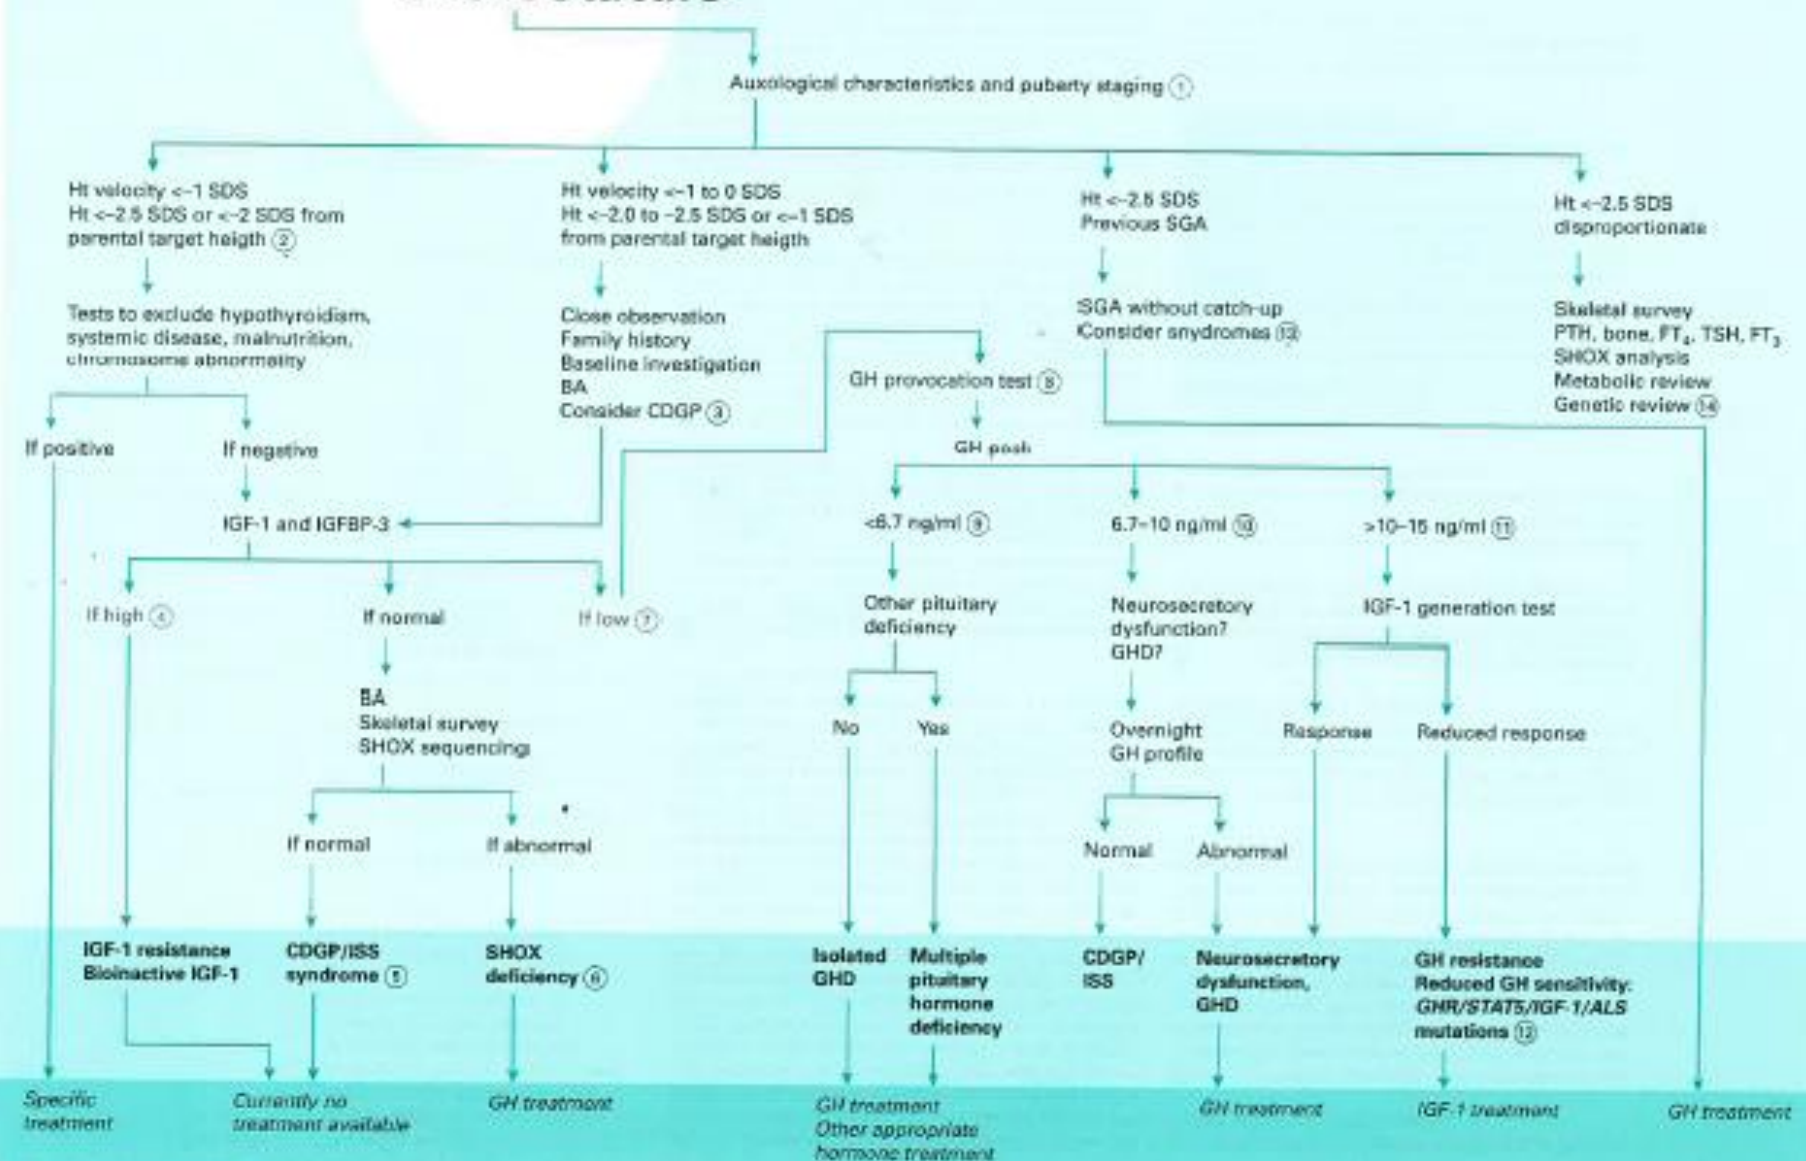 Auxological characteristics and puberty staging ①
Ht velocity <–1 SDS
Ht <–2.5 SDS or <–2 SDS from
parental target heigth ②
Ht velocity <–1 to 0 SDS
Ht <–2.0 to –2.5 SDS or <–1 SDS
from parental target heigth
Ht <–2.5 SDS
Previous SGA
Ht <–2.5 SDS
disproportionate
Tests to exclude hypothyroidism,
systemic disease, malnutrition,
chromosome abnormality
Close observation
Family history
Baseline investigation
BA
Consider CDGP ③
SGA without catch-up
Consider snydromes ⑬
Skeletal survey
PTH, bone, FT₄, TSH, FT₃
SHOX analysis
Metabolic review
Genetic review ⑭
GH provocation test ⑧
If positive
If negative
GH peak
IGF-1 and IGFBP-3
<6.7 ng/ml ⑨
6.7–10 ng/ml ⑩
>10–15 ng/ml ⑪
If high ④
If normal
If low ⑦
Other pituitary
deficiency
Neurosecretory
dysfunction?
GHD?
IGF-1 generation test
BA
Skeletal survey
SHOX sequencing
No
Yes
Overnight
GH profile
Response
Reduced response
If normal
If abnormal
Normal
Abnormal
IGF-1 resistance
Bioinactive IGF-1
CDGP/ISS
syndrome ⑤
SHOX
deficiency ⑥
Isolated
GHD
Multiple
pituitary
hormone
deficiency
CDGP/
ISS
Neurosecretory
dysfunction,
GHD
GH resistance
Reduced GH sensitivity:
GHR/STAT5/IGF-1/ALS
mutations ⑫
Specific
treatment
Currently no
treatment available
GH treatment
GH treatment
Other appropriate
hormone treatment
GH treatment
IGF-1 treatment
GH treatment